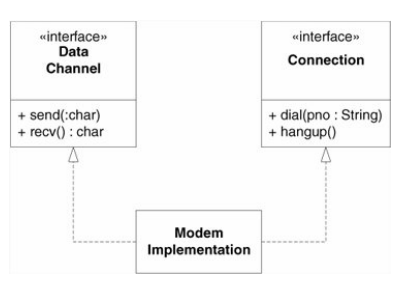 «interface»
Data
Channel
+ send(:char)
+ recv() : char
«interface»
Connection
+ dial(pno : String)
+ hangup()
Modem
Implementation